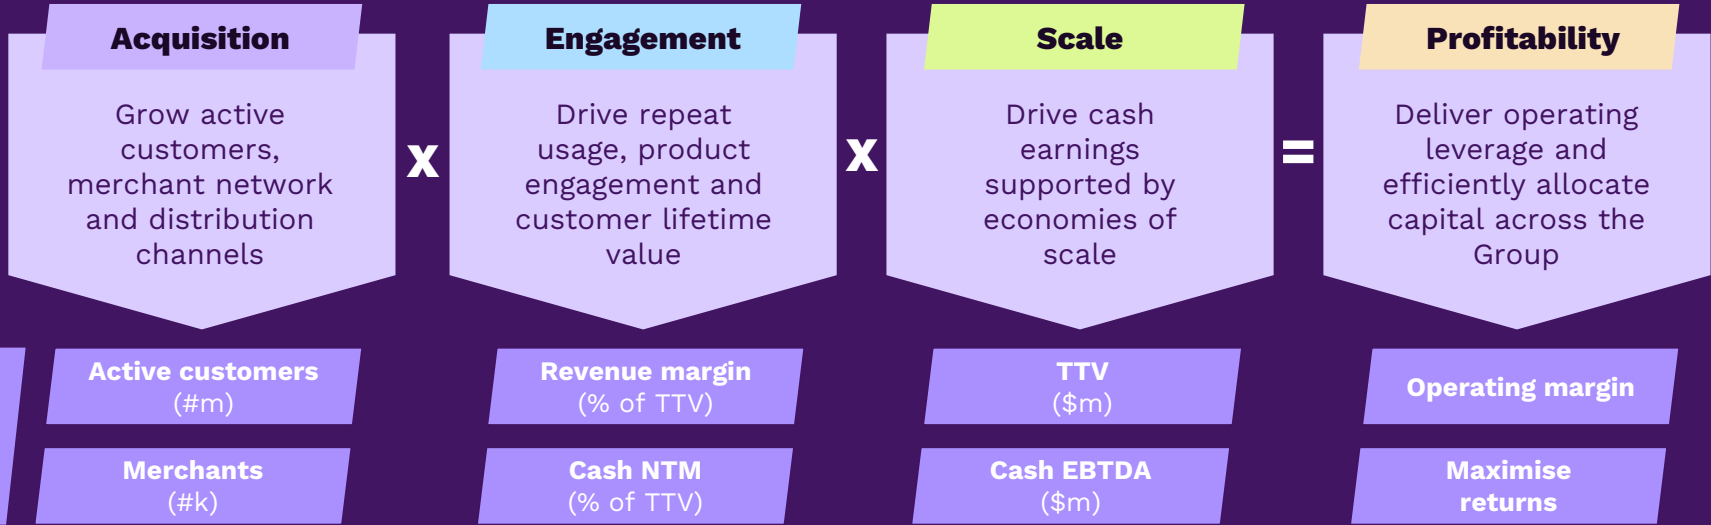 Acquisition
Grow active
customers,
merchant network
and distribution
channels
x
Engagement
Drive repeat
usage, product
engagement and
customer lifetime
value
x
Scale
Drive cash
earnings
supported by
economies of
scale
=
Profitability
Deliver operating
leverage and
efficiently allocate
capital across the
Group
Active customers
(#m)
Revenue margin
(% of TTV)
TTV
($m)
Operating margin
Merchants
(#k)
Cash NTM
(% of TTV)
Cash EBTDA
($m)
Maximise
returns